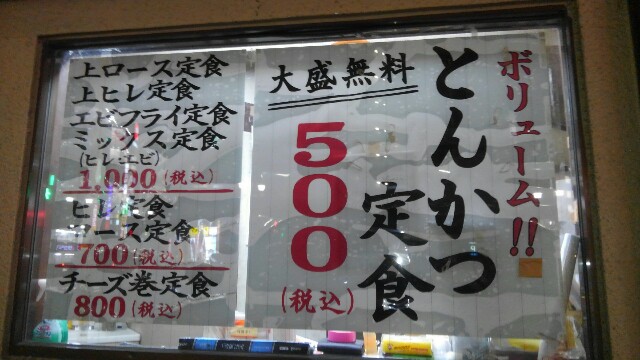 ボリューム!!
とんかつ
定食
大盛無料
500
(税込)
上ロース定食
上ヒレ定食
エビフライ定食
ミックス定食
(ヒレエビ)
1,000(税込)
ヒレ定食
ロース定食
700(税込)
チーズ巻定食
800(税込)